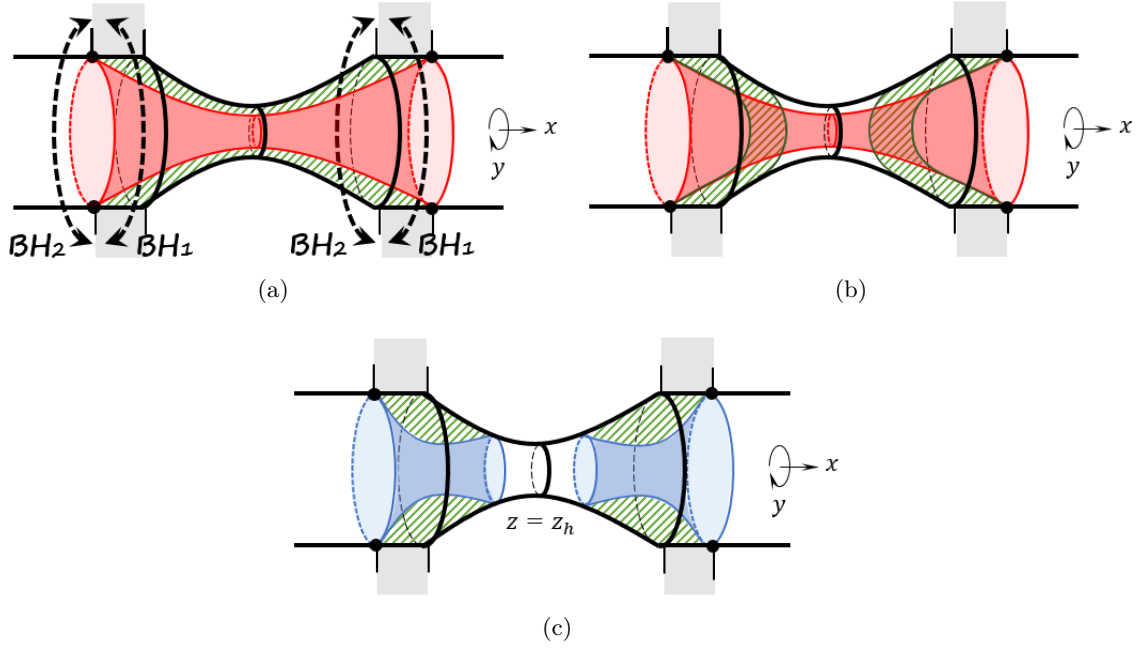 x
y
BH₂ BH₁ BH₂ BH₁
(a)
x
y
(b)
x
y
z = z_h
(c)